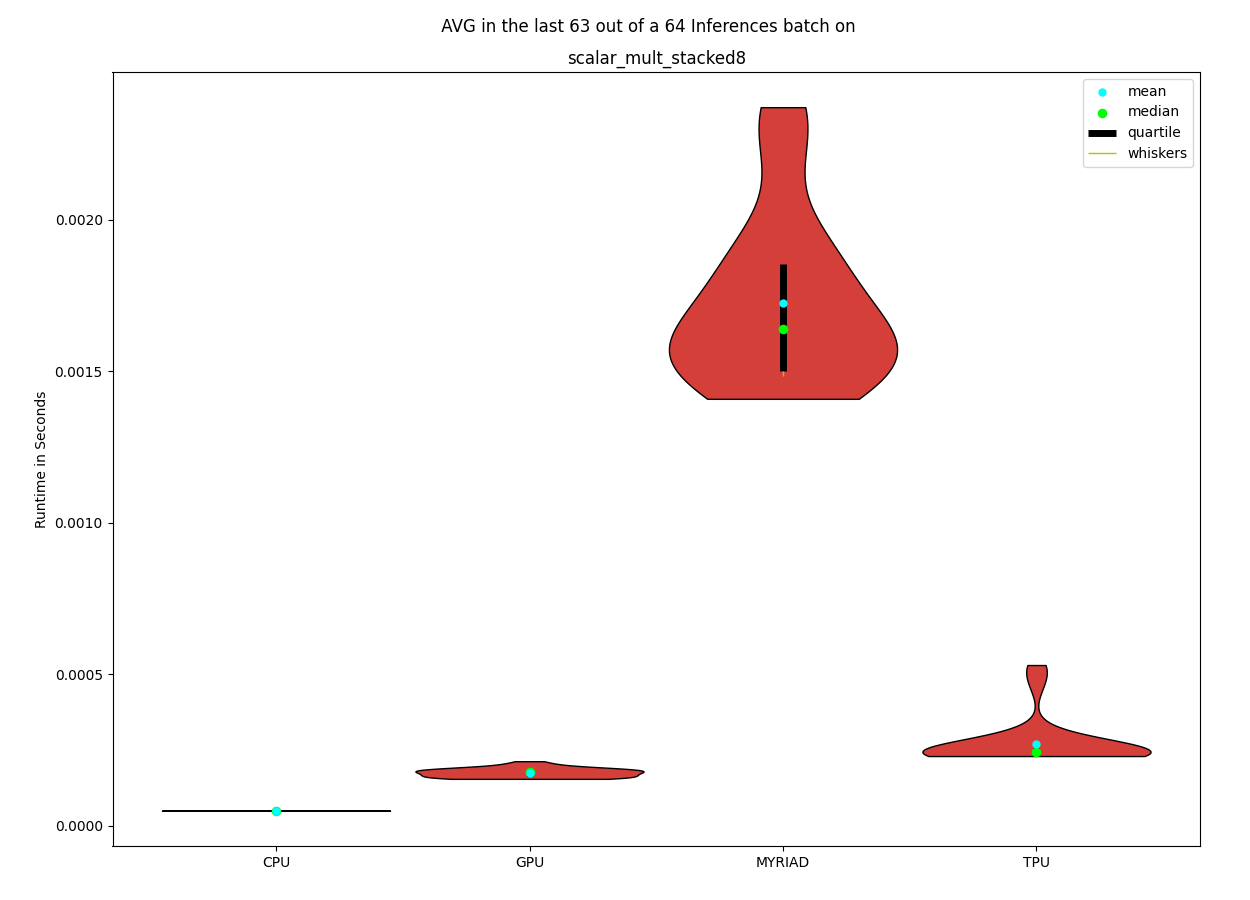 AVG in the last 63 out of a 64 Inferences batch on
scalar_mult_stacked8
mean
median
quartile
whiskers
Runtime in Seconds
0.0020
0.0015
0.0010
0.0005
0.0000
CPU
GPU
MYRIAD
TPU